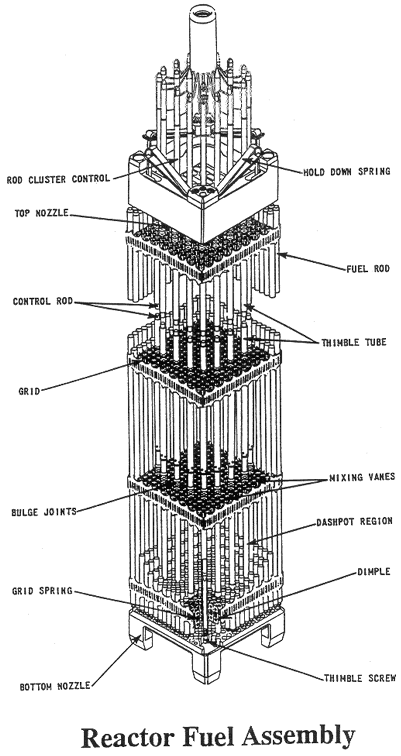 ROD CLUSTER CONTROL
HOLD DOWN SPRING
TOP NOZZLE
FUEL ROD
CONTROL ROD
THIMBLE TUBE
GRID
MIXING VANES
BULGE JOINTS
DASHPOT REGION
DIMPLE
GRID SPRING
THIMBLE SCREW
BOTTOM NOZZLE
Reactor Fuel Assembly